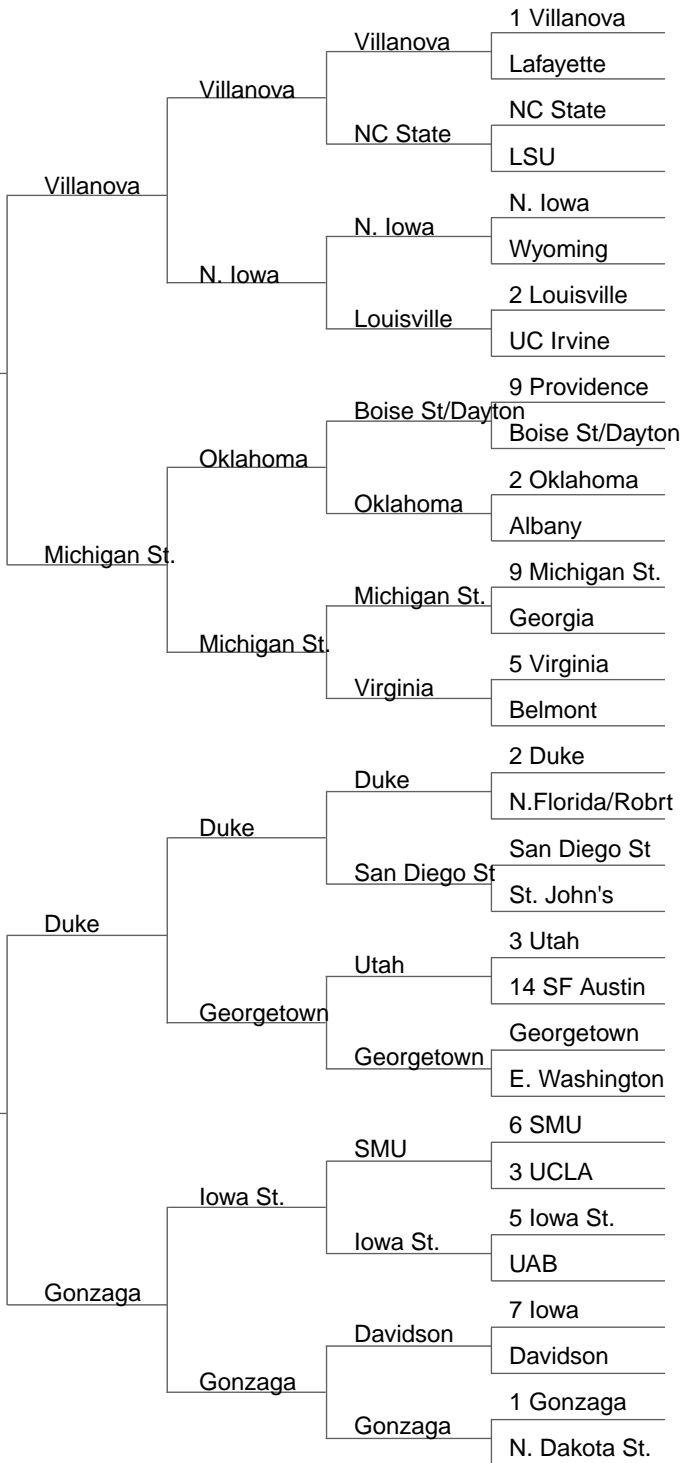 1 Villanova
Villanova
Lafayette
Villanova
NC State
NC State
LSU
Villanova
N. Iowa
N. Iowa
Wyoming
N. Iowa
2 Louisville
Louisville
UC Irvine
9 Providence
Boise St/Dayton
Boise St/Dayton
Oklahoma
2 Oklahoma
Oklahoma
Albany
Michigan St.
9 Michigan St.
Michigan St.
Georgia
Michigan St.
5 Virginia
Virginia
Belmont
2 Duke
Duke
N.Florida/Robrt
Duke
San Diego St
San Diego St
St. John's
Duke
3 Utah
Utah
14 SF Austin
Georgetown
Georgetown
Georgetown
E. Washington
6 SMU
SMU
3 UCLA
Iowa St.
5 Iowa St.
Iowa St.
UAB
Gonzaga
7 Iowa
Davidson
Davidson
Gonzaga
1 Gonzaga
Gonzaga
N. Dakota St.